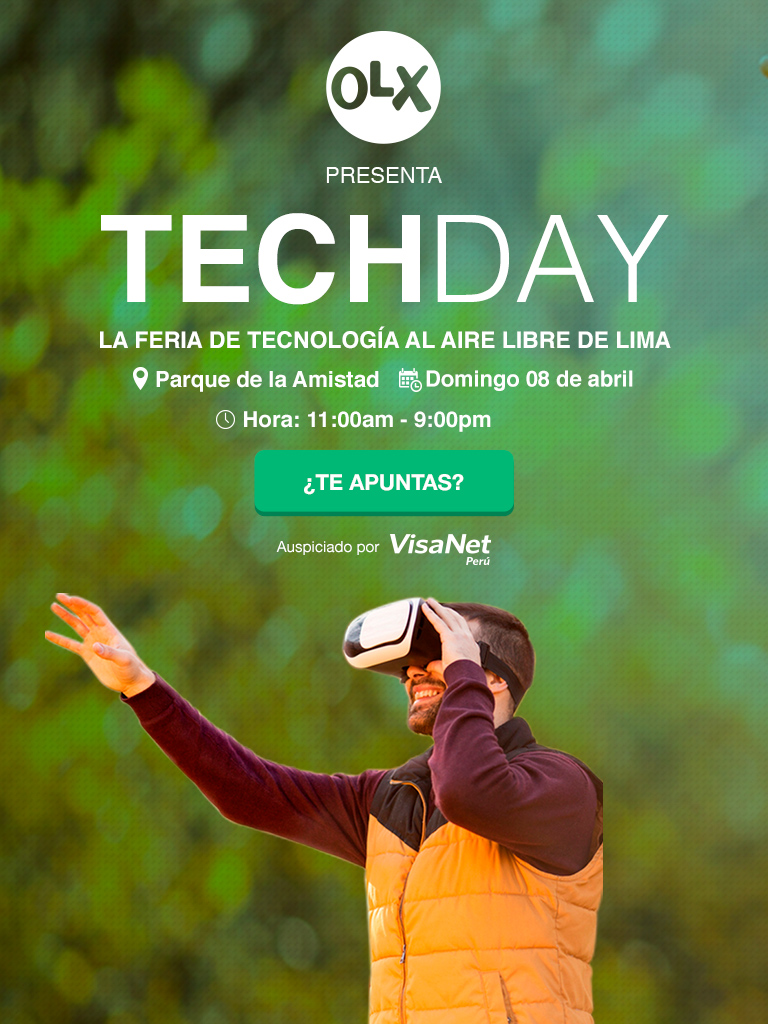 OLX
PRESENTA
TECHDAY
LA FERIA DE TECNOLOGÍA AL AIRE LIBRE DE LIMA
Parque de la Amistad Domingo 08 de abril
Hora: 11:00am - 9:00pm
¿TE APUNTAS?
Auspiciado por VisaNet
Perú